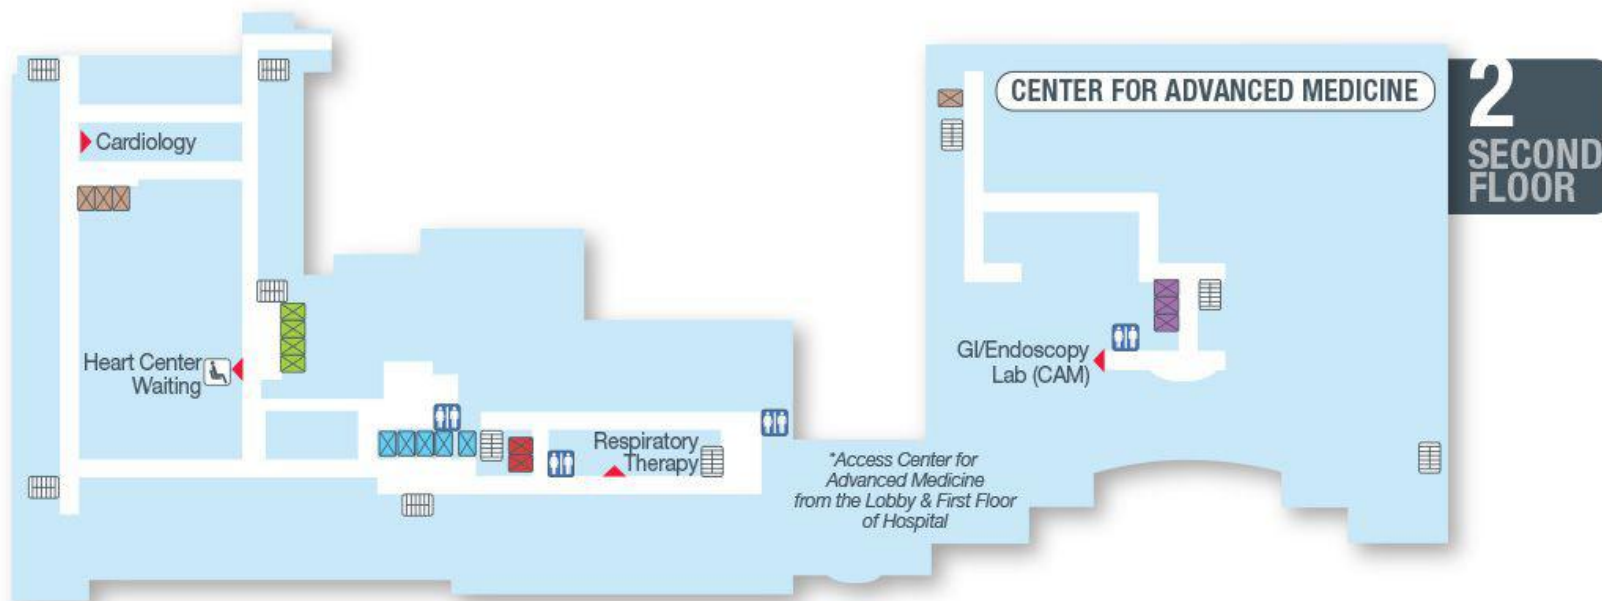 CENTER FOR ADVANCED MEDICINE
2
SECOND
FLOOR
Cardiology
Heart Center
Waiting
GI/Endoscopy
Lab (CAM)
Respiratory
Therapy
*Access Center for
Advanced Medicine
from the Lobby & First Floor
of Hospital